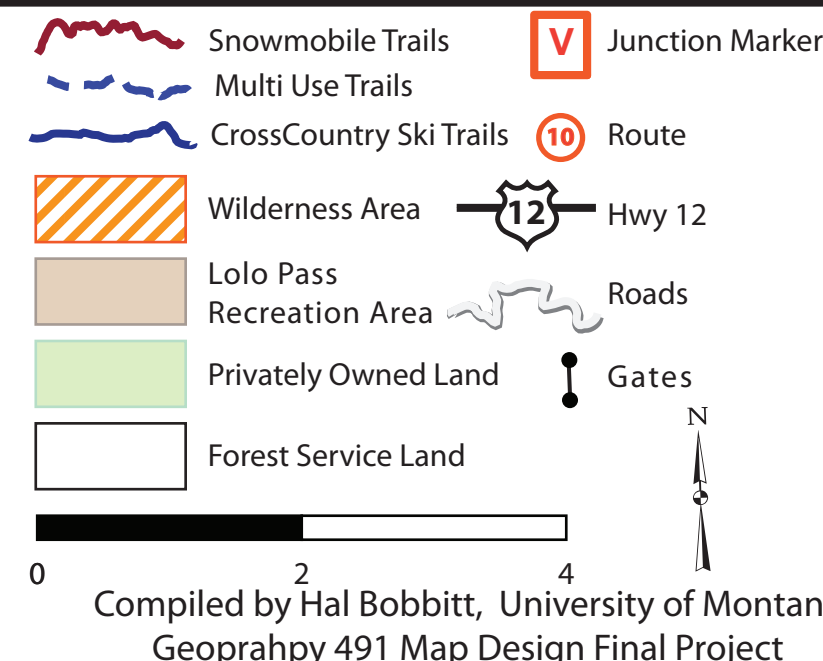 Snowmobile Trails
V
Junction Marker
Multi Use Trails
CrossCountry Ski Trails
10
Route
Wilderness Area
12
Hwy 12
Lolo Pass
Recreation Area
Roads
Privately Owned Land
Gates
N
Forest Service Land
0 2 4
Compiled by Hal Bobbitt, University of Montan
Geoprahpy 491 Map Design Final Project